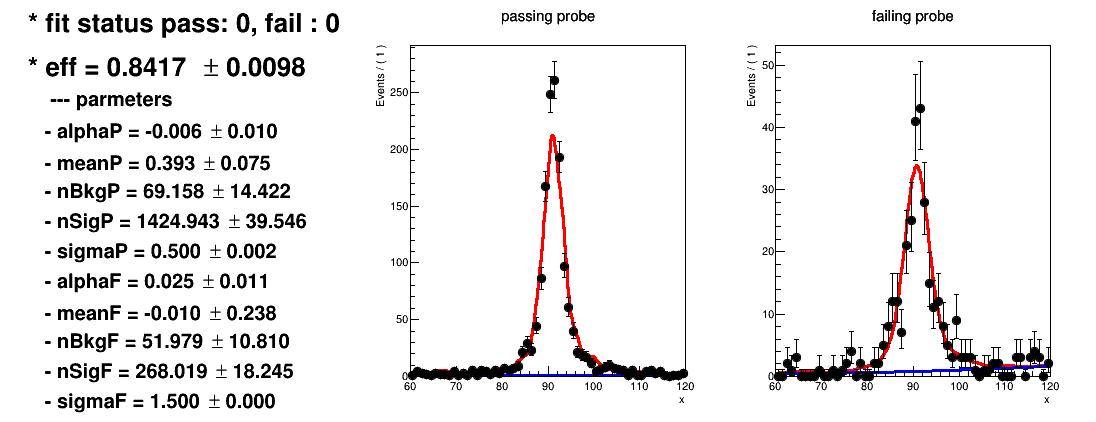 * fit status pass: 0, fail : 0
* eff = 0.8417 ± 0.0098
--- parmeters
- alphaP = -0.006 ± 0.010
- meanP = 0.393 ± 0.075
- nBkgP = 69.158 ± 14.422
- nSigP = 1424.943 ± 39.546
- sigmaP = 0.500 ± 0.002
- alphaF = 0.025 ± 0.011
- meanF = -0.010 ± 0.238
- nBkgF = 51.979 ± 10.810
- nSigF = 268.019 ± 18.245
- sigmaF = 1.500 ± 0.000
passing probe
Events / ( 1 )
250
200
150
100
50
0
60 70 80 90 100 110 120
x
failing probe
Events / ( 1 )
50
40
30
20
10
0
60 70 80 90 100 110 120
x